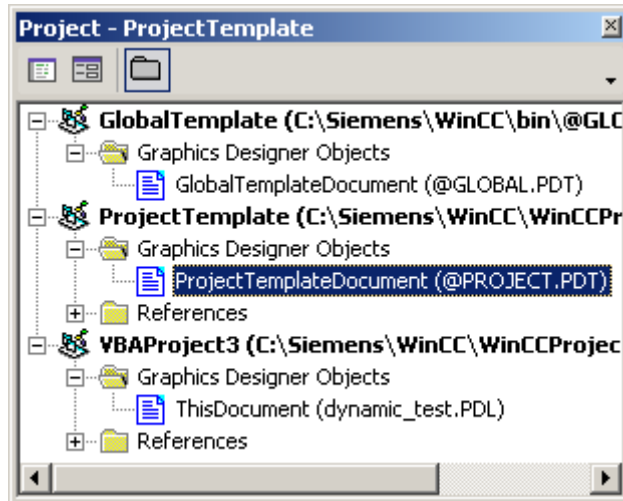 Project - ProjectTemplate
GlobalTemplate (C:\Siemens\WinCC\bin\@GLC
Graphics Designer Objects
GlobalTemplateDocument (@GLOBAL.PDT)
ProjectTemplate (C:\Siemens\WinCC\WinCCPr
Graphics Designer Objects
ProjectTemplateDocument (@PROJECT.PDT)
References
VBAProject3 (C:\Siemens\WinCC\WinCCProjec
Graphics Designer Objects
ThisDocument (dynamic_test.PDL)
References